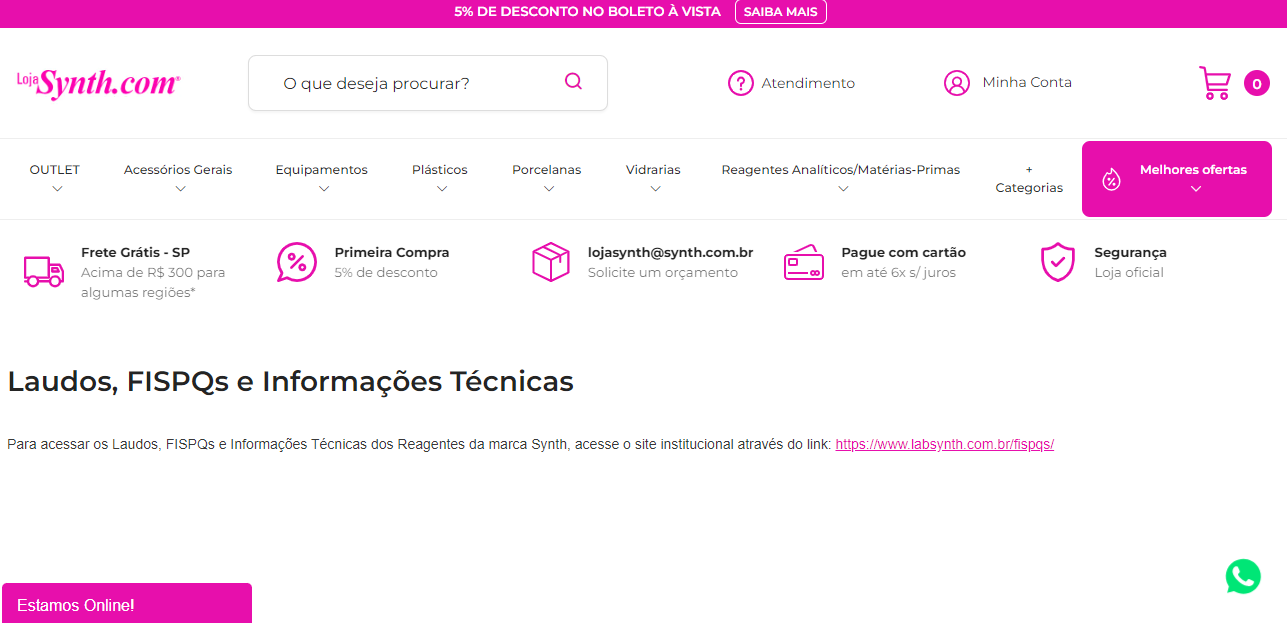 5% DE DESCONTO NO BOLETO À VISTA SAIBA MAIS
Loja Synth.com®
O que deseja procurar?
Atendimento
Minha Conta
0
OUTLET
Acessórios Gerais
Equipamentos
Plásticos
Porcelanas
Vidrarias
Reagentes Analíticos/Matérias-Primas
+
Categorias
Melhores ofertas
Frete Grátis - SP
Acima de R$ 300 para
algumas regiões*
Primeira Compra
5% de desconto
lojasynth@synth.com.br
Solicite um orçamento
Pague com cartão
em até 6x s/ juros
Segurança
Loja oficial
Laudos, FISPQs e Informações Técnicas
Para acessar os Laudos, FISPQs e Informações Técnicas dos Reagentes da marca Synth, acesse o site institucional através do link: https://www.labsynth.com.br/fispqs/
Estamos Online!